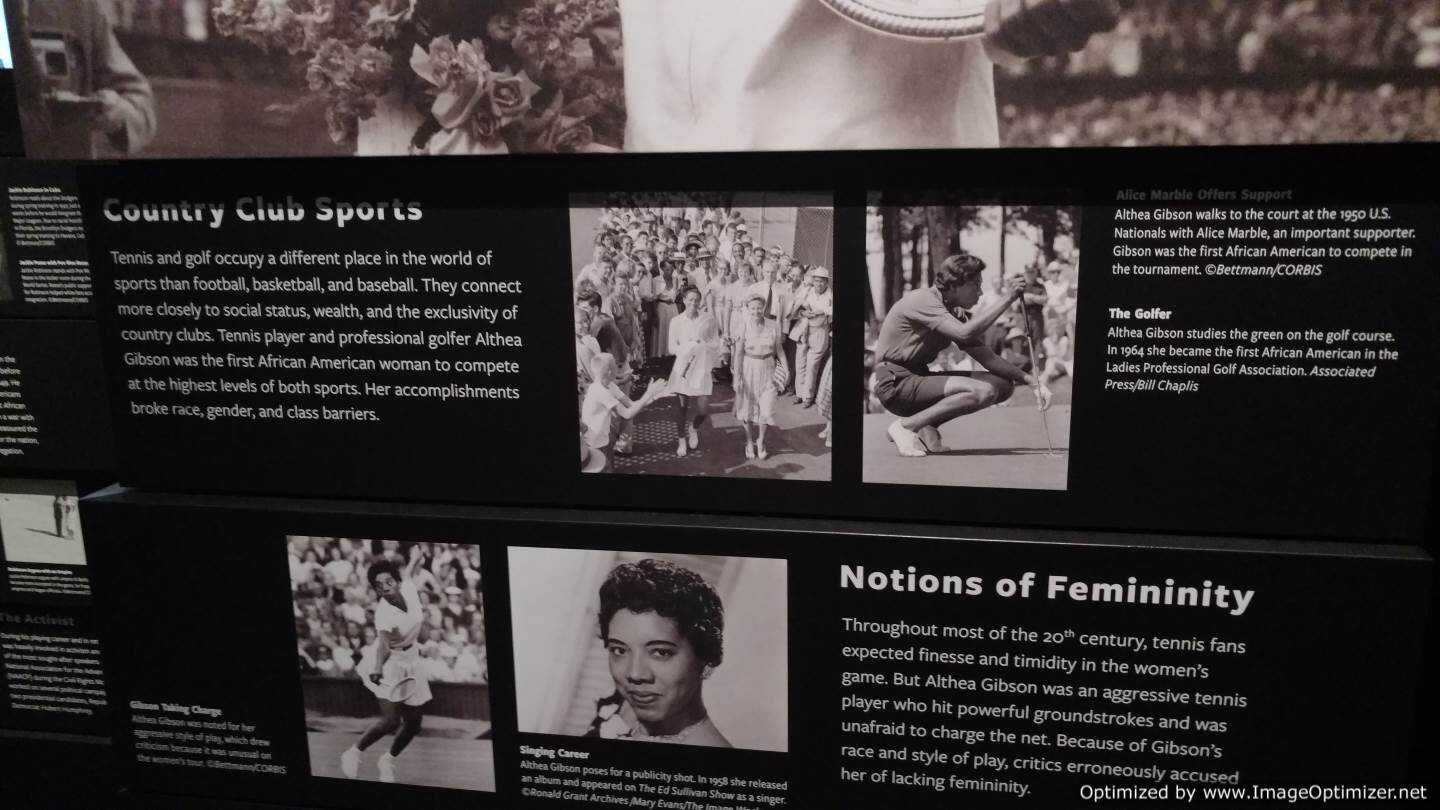 Country Club Sports
Tennis and golf occupy a different place in the world of
sports than football, basketball, and baseball. They connect
more closely to social status, wealth, and the exclusivity of
country clubs. Tennis player and professional golfer Althea
Gibson was the first African American woman to compete
at the highest levels of both sports. Her accomplishments
broke race, gender, and class barriers.
Alice Marble Offers Support
Althea Gibson walks to the court at the 1950 U.S.
Nationals with Alice Marble, an important supporter.
Gibson was the first African American to compete in
the tournament. ©Bettmann/CORBIS
The Golfer
Althea Gibson studies the green on the golf course.
In 1964 she became the first African American in the
Ladies Professional Golf Association. Associated
Press/Bill Chaplis
The Activist
Gibson Taking Charge
Althea Gibson was noted for her
aggressive style of play, which drew
criticism because it was unusual on
the women's tour. ©Bettmann/CORBIS
Singing Career
Althea Gibson poses for a publicity shot. In 1958 she released
an album and appeared on The Ed Sullivan Show as a singer.
©Ronald Grant Archives/Mary Evans/The Image
Notions of Femininity
Throughout most of the 20th century, tennis fans
expected finesse and timidity in the women's
game. But Althea Gibson was an aggressive tennis
player who hit powerful groundstrokes and was
unafraid to charge the net. Because of Gibson's
race and style of play, critics erroneously accused
her of lacking femininity.
Optimized by www.ImageOptimizer.net